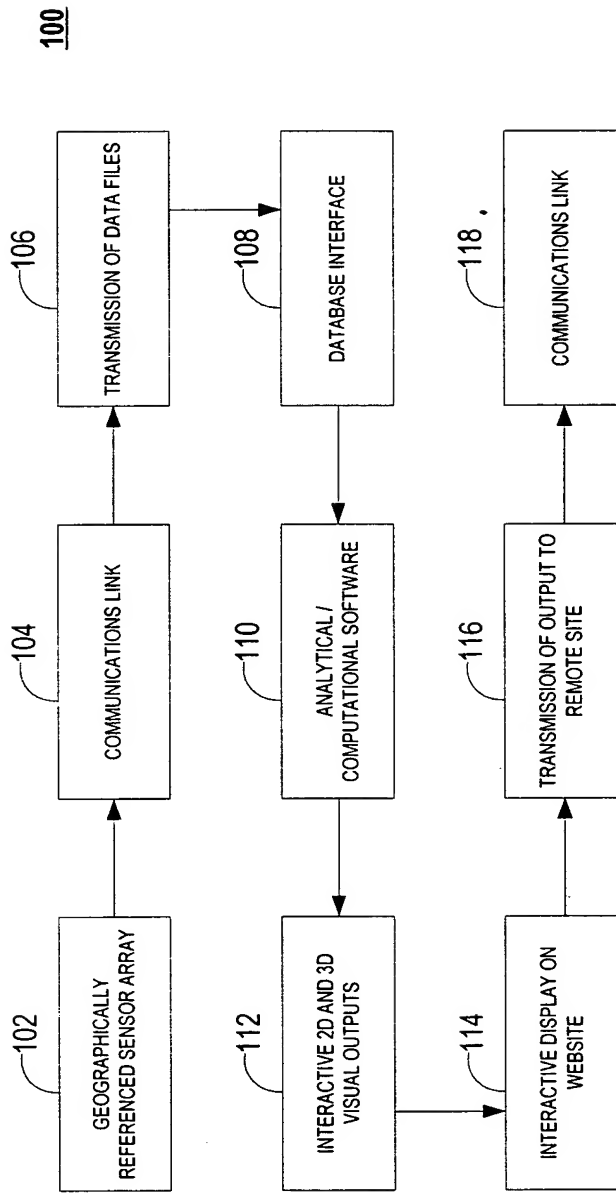 100
102
GEOGRAPHICALLY
REFERENCED SENSOR ARRAY
104
COMMUNICATIONS LINK
106
TRANSMISSION OF DATA FILES
108
DATABASE INTERFACE
110
ANALYTICAL /
COMPUTATIONAL SOFTWARE
112
INTERACTIVE 2D AND 3D
VISUAL OUTPUTS
114
INTERACTIVE DISPLAY ON
WEBSITE
116
TRANSMISSION OF OUTPUT TO
REMOTE SITE
118
COMMUNICATIONS LINK